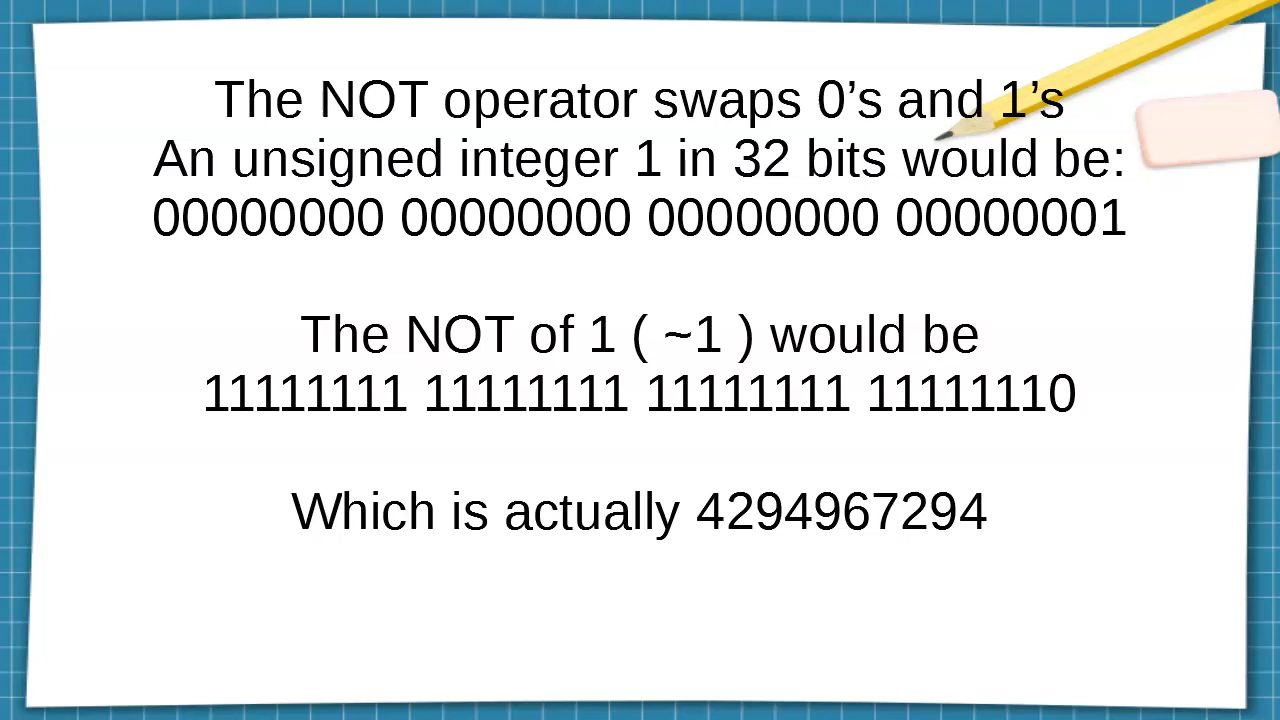 The NOT operator swaps 0’s and 1’s
An unsigned integer 1 in 32 bits would be:
00000000 00000000 00000000 00000001
The NOT of 1 ( ~1 ) would be
11111111 11111111 11111111 11111110
Which is actually 4294967294